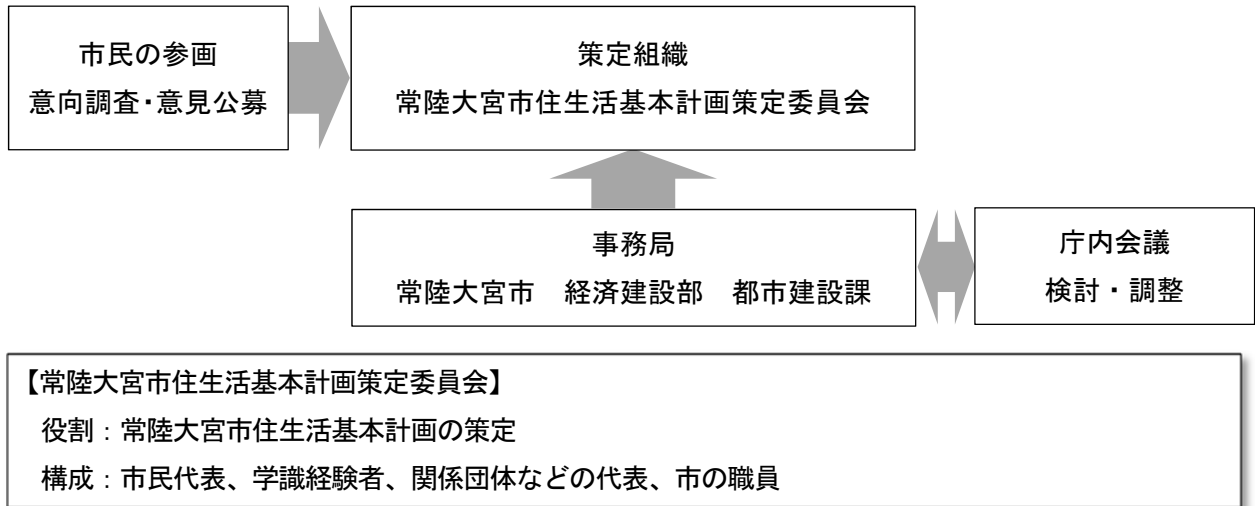 市民の参画
意向調査・意見公募
策定組織
常陸大宮市住生活基本計画策定委員会
事務局
常陸大宮市　経済建設部　都市建設課
庁内会議
検討・調整
【常陸大宮市住生活基本計画策定委員会】
役割：常陸大宮市住生活基本計画の策定
構成：市民代表、学識経験者、関係団体などの代表、市の職員